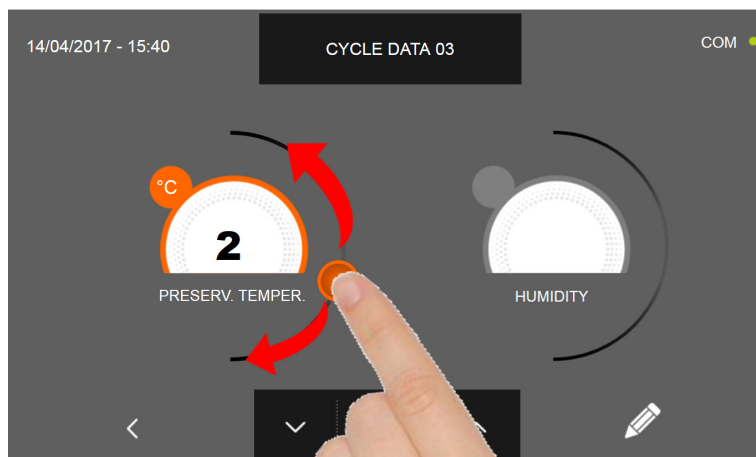 14/04/2017 - 15:40
CYCLE DATA 03
COM
°C
2
PRESERV. TEMPER.
HUMIDITY